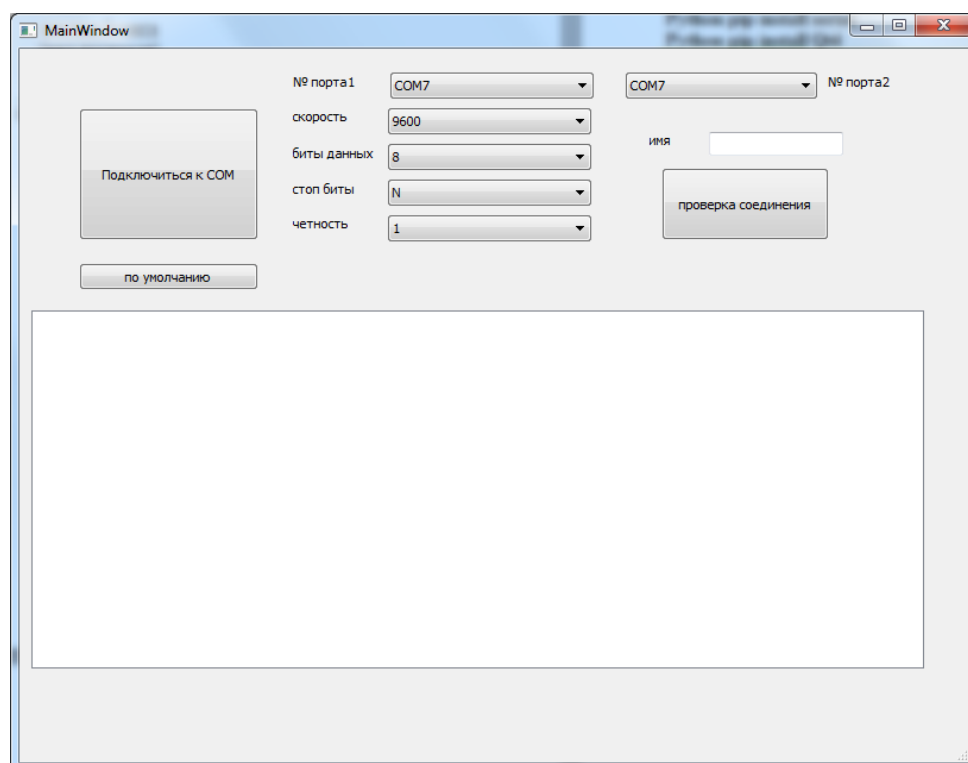 MainWindow
№ порта1 COM7 COM7 № порта2
скорость 9600
имя
биты данных 8
Подключиться к COM
стоп биты N
проверка соединения
четность 1
по умолчанию